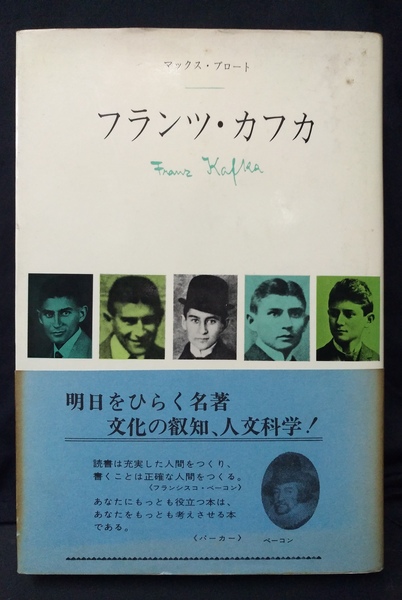 マックス・ブロート
フランツ・カフカ
Franz Kafka
明日をひらく名著
文化の叡知、人文科学!
読書は充実した人間をつくり、
書くことは正確な人間をつくる。
〈フランシスコ・ベーコン〉
あなたにもっとも役立つ本は、
あなたをもっとも考えさせる本
である。
〈パーカー〉
ベーコン